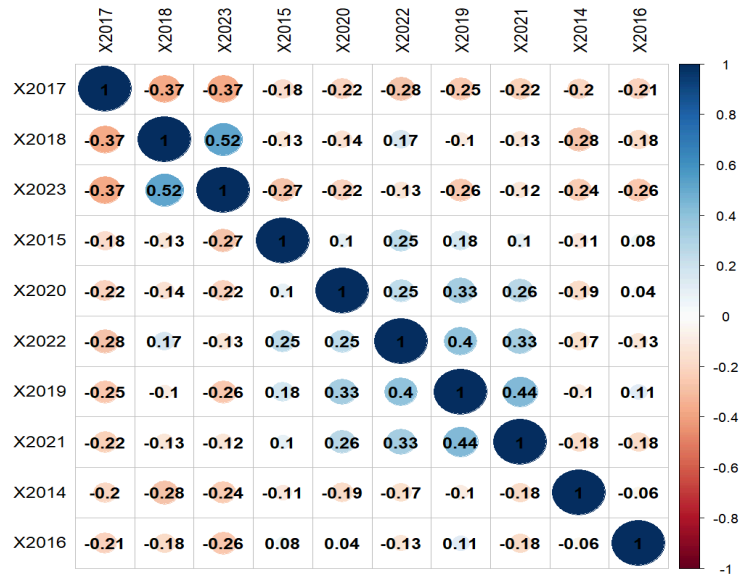 X2017 X2018 X2023 X2015 X2020 X2022 X2019 X2021 X2014 X2016
X2017 1 -0.37 -0.37 -0.18 -0.22 -0.28 -0.25 -0.22 -0.2 -0.21
X2018 -0.37 1 0.52 -0.13 -0.14 0.17 -0.1 -0.13 -0.28 -0.18
X2023 -0.37 0.52 1 -0.27 -0.22 -0.13 -0.26 -0.12 -0.24 -0.26
X2015 -0.18 -0.13 -0.27 1 0.1 0.25 0.18 0.1 -0.11 0.08
X2020 -0.22 -0.14 -0.22 0.1 1 0.25 0.33 0.26 -0.19 0.04
X2022 -0.28 0.17 -0.13 0.25 0.25 1 0.4 0.33 -0.17 -0.13
X2019 -0.25 -0.1 -0.26 0.18 0.33 0.4 1 0.44 -0.1 0.11
X2021 -0.22 -0.13 -0.12 0.1 0.26 0.33 0.44 1 -0.18 -0.18
X2014 -0.2 -0.28 -0.24 -0.11 -0.19 -0.17 -0.1 -0.18 1 -0.06
X2016 -0.21 -0.18 -0.26 0.08 0.04 -0.13 0.11 -0.18 -0.06 1
1
0.8
0.6
0.4
0.2
0
-0.2
-0.4
-0.6
-0.8
-1